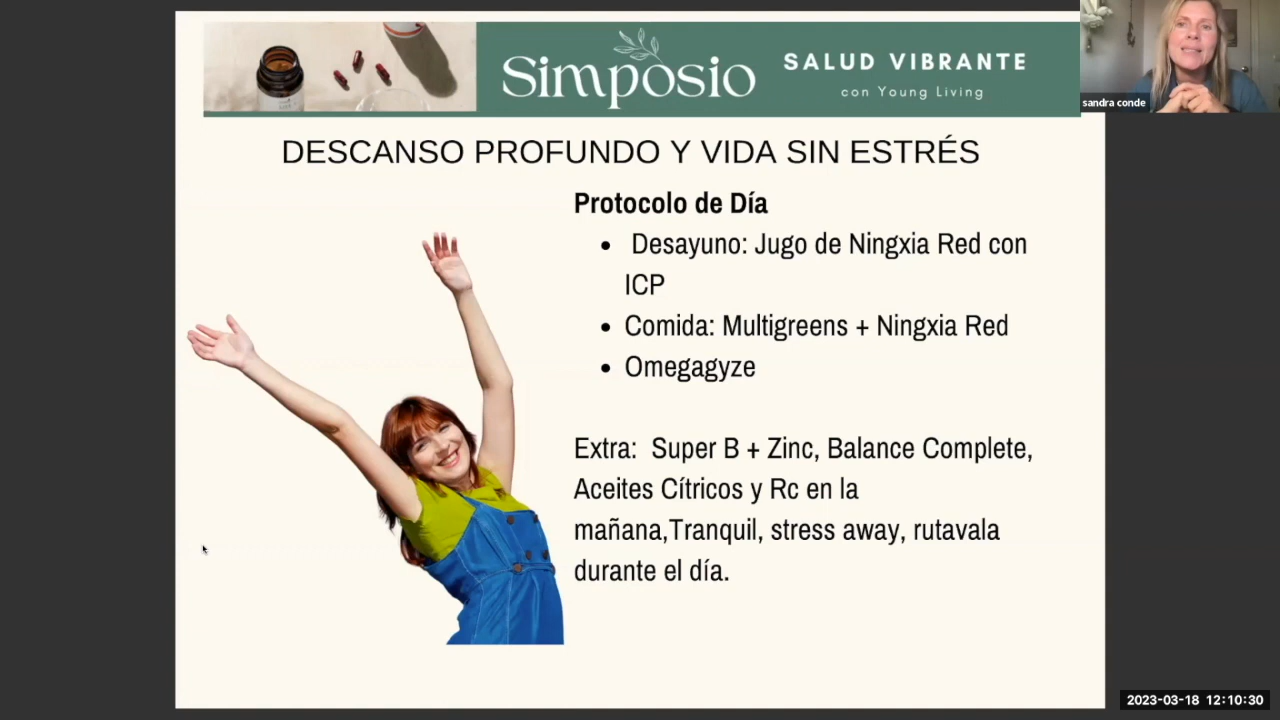 Simposio
SALUD VIBRANTE
con Young Living
sandra conde
DESCANSO PROFUNDO Y VIDA SIN ESTRÉS
Protocolo de Día
• Desayuno: Jugo de Ningxia Red con
ICP
• Comida: Multigreens + Ningxia Red
• Omegagyze
Extra: Super B + Zinc, Balance Complete,
Aceites Cítricos y Rc en la
mañana,Tranquil, stress away, rutavala
durante el día.
2023-03-18 12:10:30